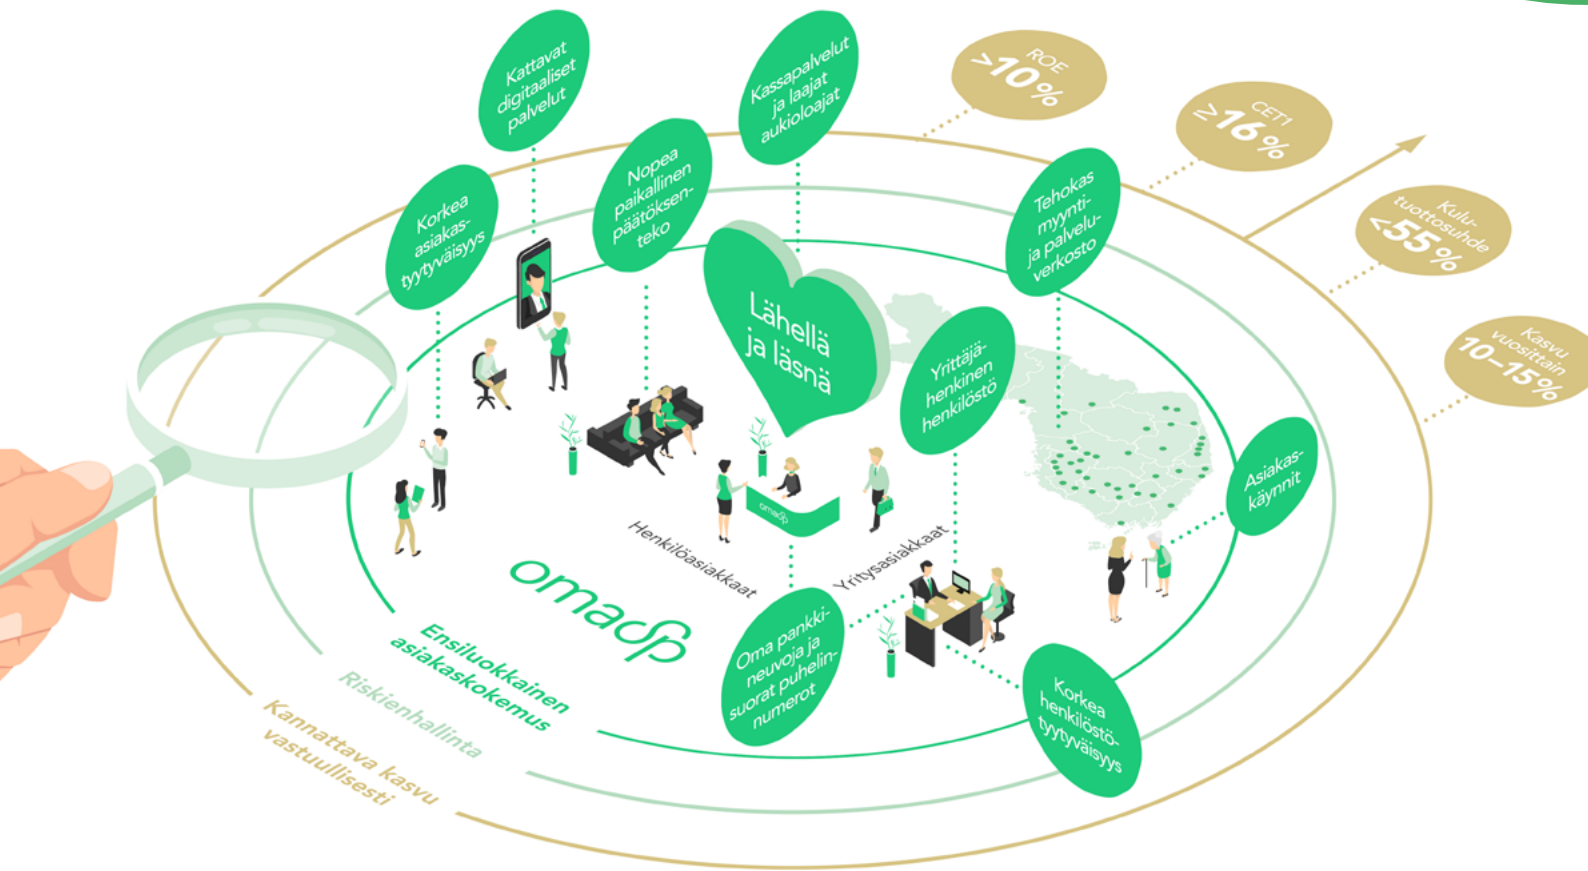 Kattavat
digitaaliset
palvelut
Kassapalvelut
ja laajat
aukioloajat
ROE
>10%
CET1
≥16%
Kulu-
tuottosuhde
<55%
Kasvu
vuosittain
10–15%
Korkea
asiakas-
tyytyväisyys
Nopea
paikallinen
päätöksen-
teko
Tehokas
myynti-
ja palvelu-
verkosto
Lähellä
ja läsnä
Yrittäjä-
henkinen
henkilöstö
Asiakas-
käynnit
omasp
Henkilöasiakkaat
Yritysasiakkaat
omasp
Oma pankki-
neuvoja ja
suorat puhelin-
numerot
Korkea
henkilöstö-
tyytyväisyys
Ensiluokkainen
asiakaskokemus
Riskienhallinta
Kannattava kasvu
vastuullisesti